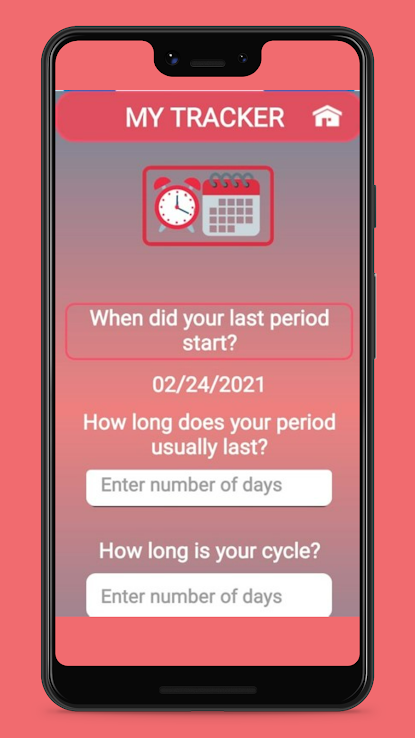 MY TRACKER
When did your last period
start?
02/24/2021
How long does your period
usually last?
Enter number of days
How long is your cycle?
Enter number of days